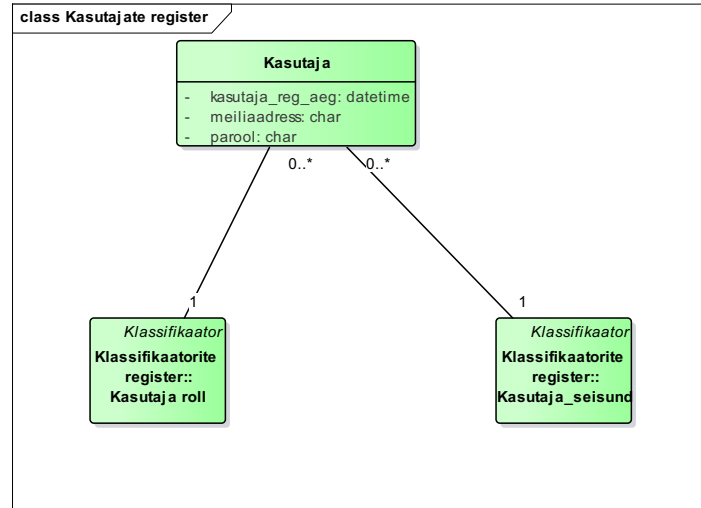 class Kasutajate register
Kasutaja
- kasutaja_reg_aeg: datetime
- meiliaadress: char
- parool: char
0..*
0..*
1
1
Klassifikaator
Klassifikaatorite
register::
Kasutaja roll
Klassifikaator
Klassifikaatorite
register::
Kasutaja_seisund